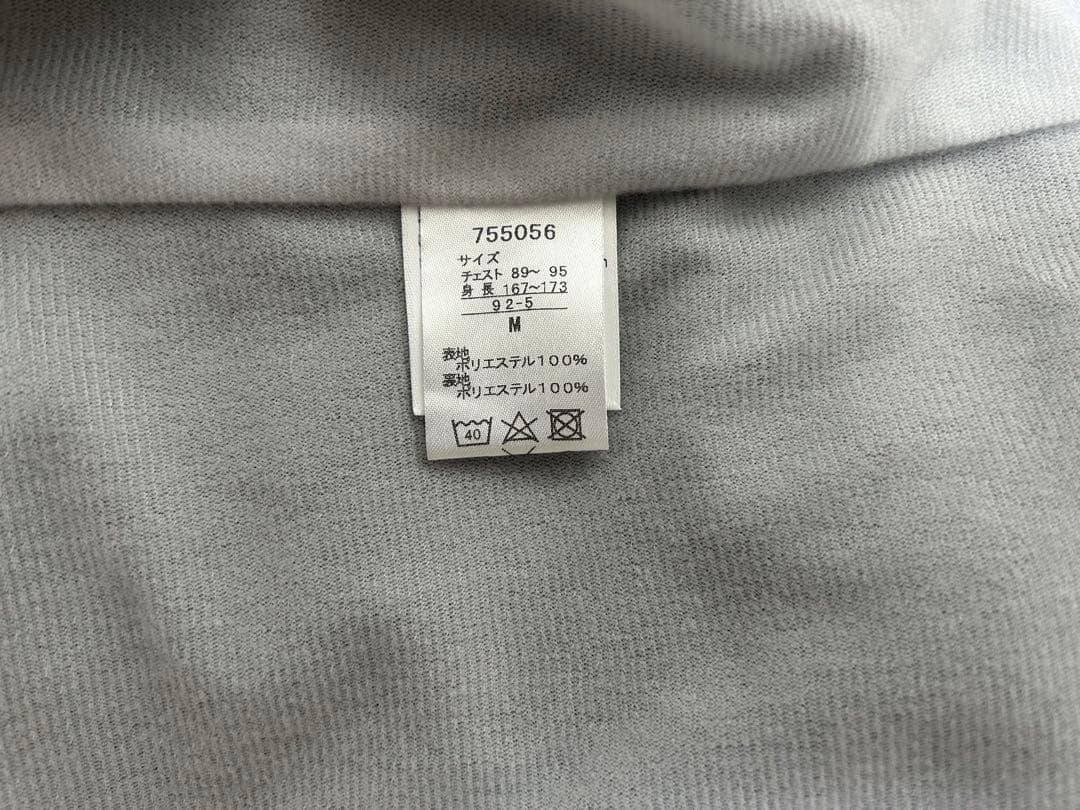 755056
サイズ
チェスト 89～ 95
身 長 167～173
92-5
M
表地
ポリエステル100%
裏地
ポリエステル100%
40